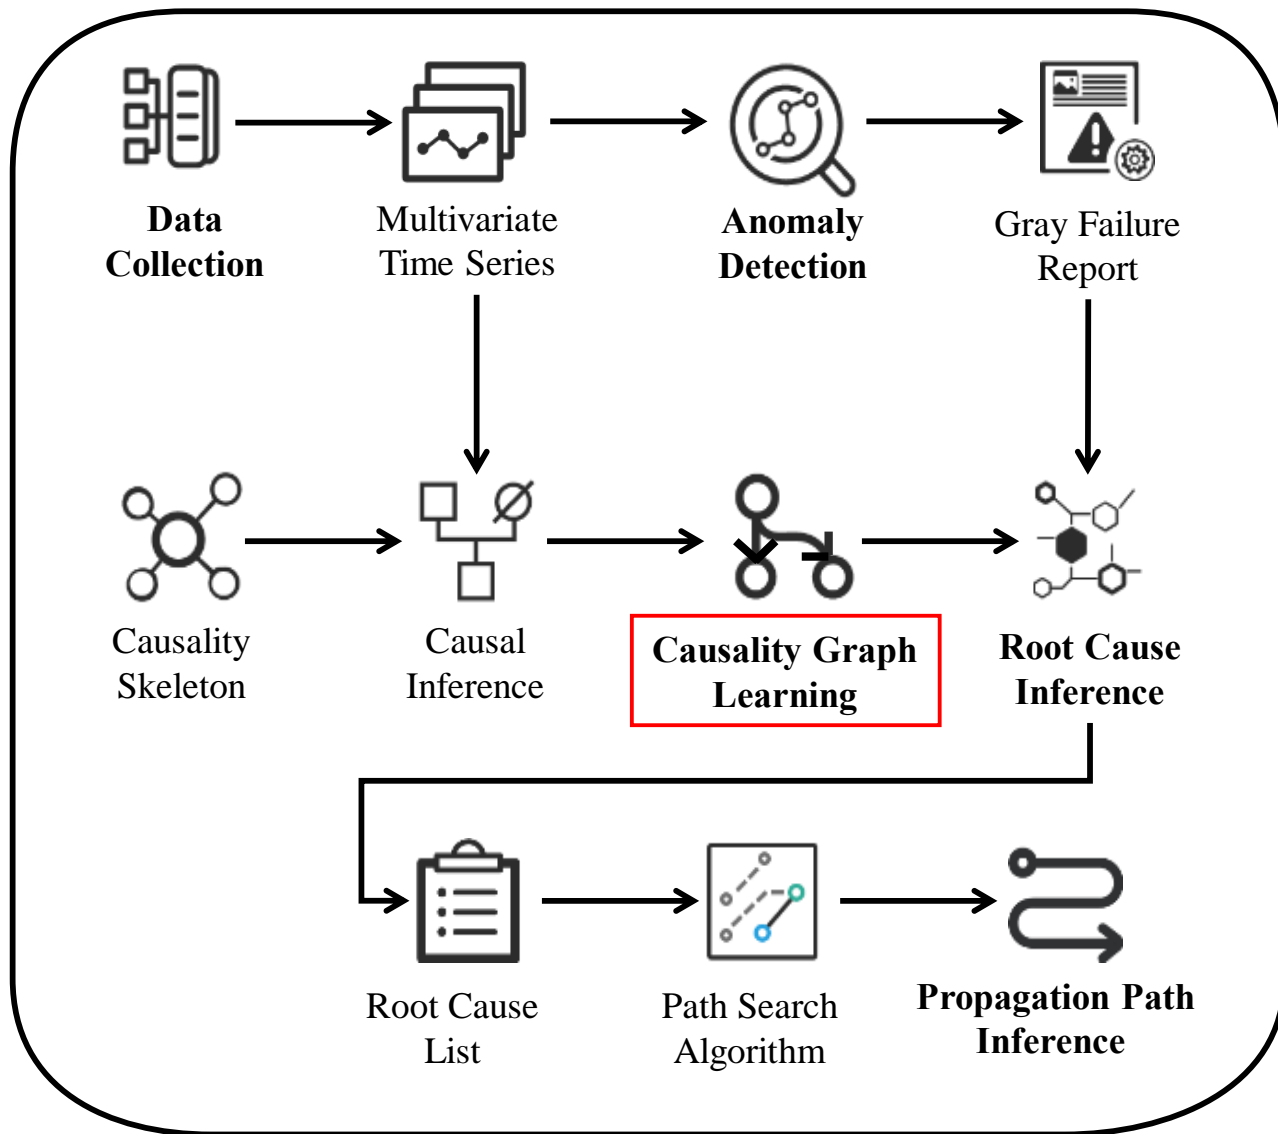 Data
Collection
Multivariate
Time Series
Anomaly
Detection
Gray Failure
Report
Causality
Skeleton
Causal
Inference
Causality Graph
Learning
Root Cause
Inference
Root Cause
List
Path Search
Algorithm
Propagation Path
Inference